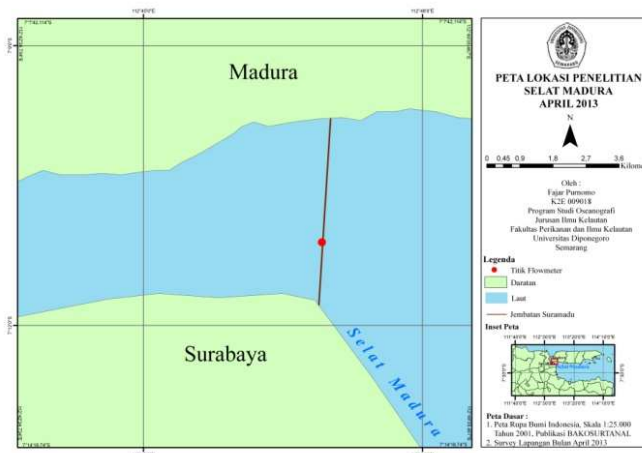 Madura
Surabaya
Selat Madura
PETA LOKASI PENELITIAN
SELAT MADURA
APRIL 2013
N
0 0.45 0.9 1.8 2.7 3.6
Oleh :
Fajar Purnomo
K2E 009018
Program Studi Oseanografi
Jurusan Ilmu Kelautan
Fakultas Perikanan dan Ilmu Kelautan
Universitas Diponegoro
Semarang
Legenda
Titik Flowmeter
Daratan
Laut
Jembatan Suramadu
Inset Peta
Peta Dasar :
1. Peta Rupa Bumi Indonesia, Skala 1:25.000
Tahun 2001, Publikasi BAKOSURTANAL
2. Survey Lapangan Bulan April 2013